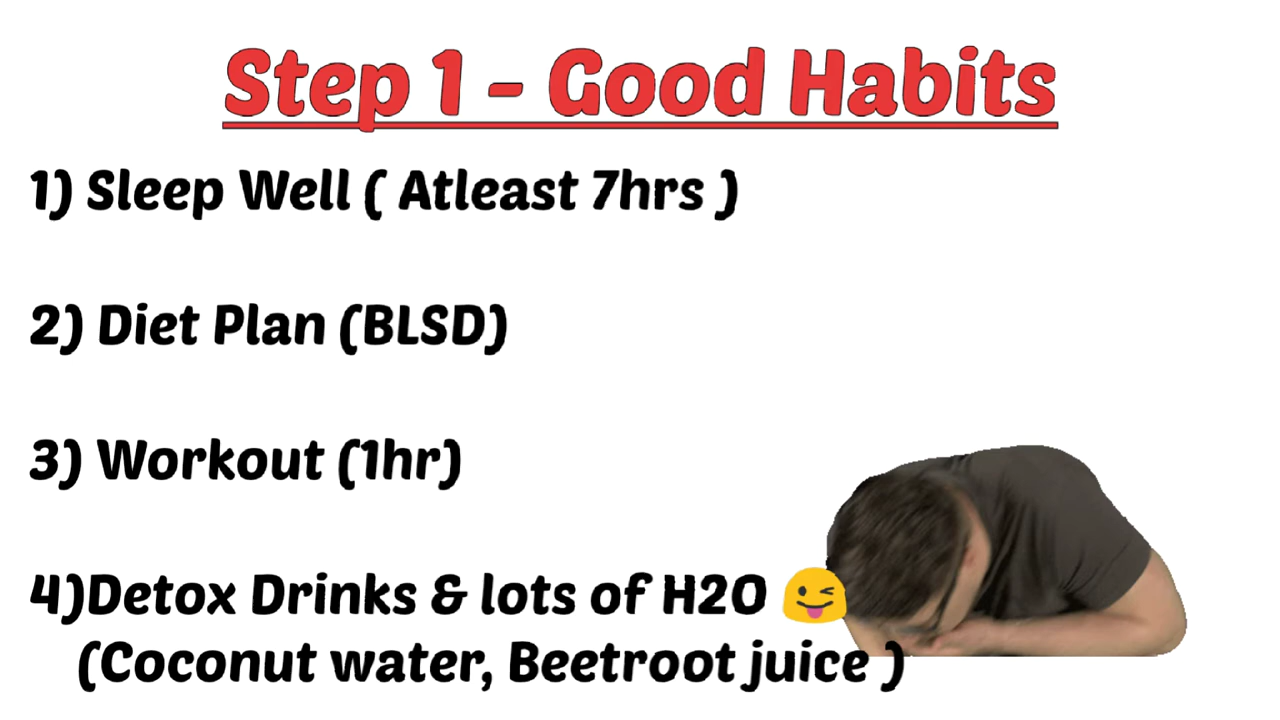 Step 1 - Good Habits
1) Sleep Well ( Atleast 7hrs )
2) Diet Plan (BLSD)
3) Workout (1hr)
4)Detox Drinks & lots of H2O 😜
(Coconut water, Beetroot juice )